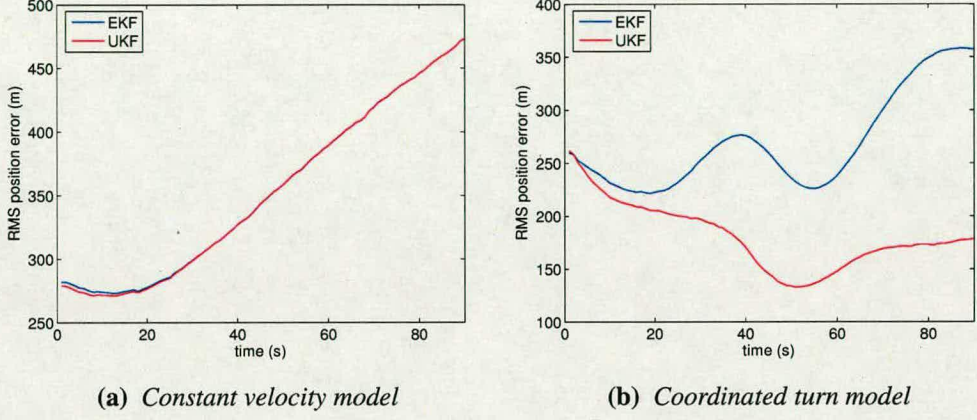 500
450
400
350
300
250
RMS position error (m)
EKF
UKF
0
20
40
60
80
time (s)
(a) Constant velocity model
400
350
300
250
200
150
100
RMS position error (m)
EKF
UKF
0
20
40
60
80
time (s)
(b) Coordinated turn model